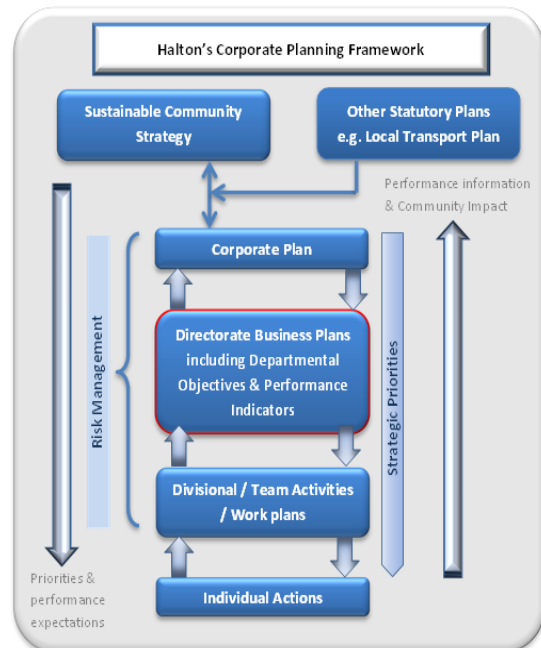 Halton's Corporate Planning Framework
Sustainable Community
Strategy
Other Statutory Plans
e.g. Local Transport Plan
Performance information
& Community Impact
Corporate Plan
Risk Management
Directorate Business Plans
including Departmental
Objectives & Performance
Indicators
Strategic Priorities
Divisional / Team Activities
/ Work plans
Priorities &
performance
expectations
Individual Actions